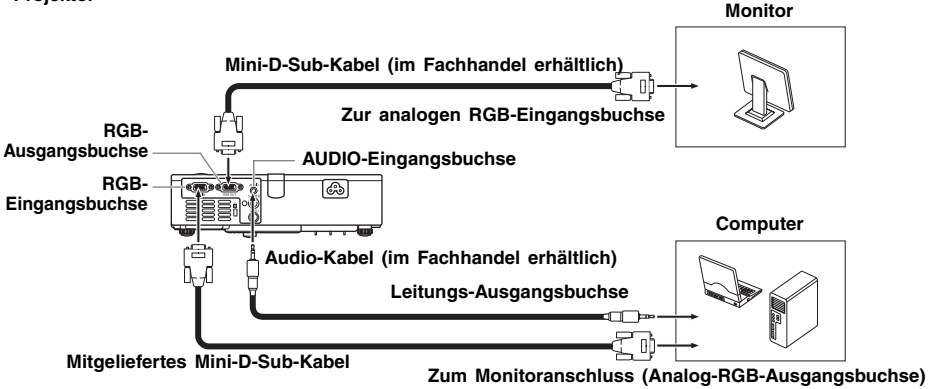 Projektor
Monitor
Mini-D-Sub-Kabel (im Fachhandel erhältlich)
Zur analogen RGB-Eingangsbuchse
RGB-
Ausgangsbuchse
AUDIO-Eingangsbuchse
RGB-
Eingangsbuchse
Computer
Audio-Kabel (im Fachhandel erhältlich)
Leitungs-Ausgangsbuchse
Mitgeliefertes Mini-D-Sub-Kabel
Zum Monitoranschluss (Analog-RGB-Ausgangsbuchse)